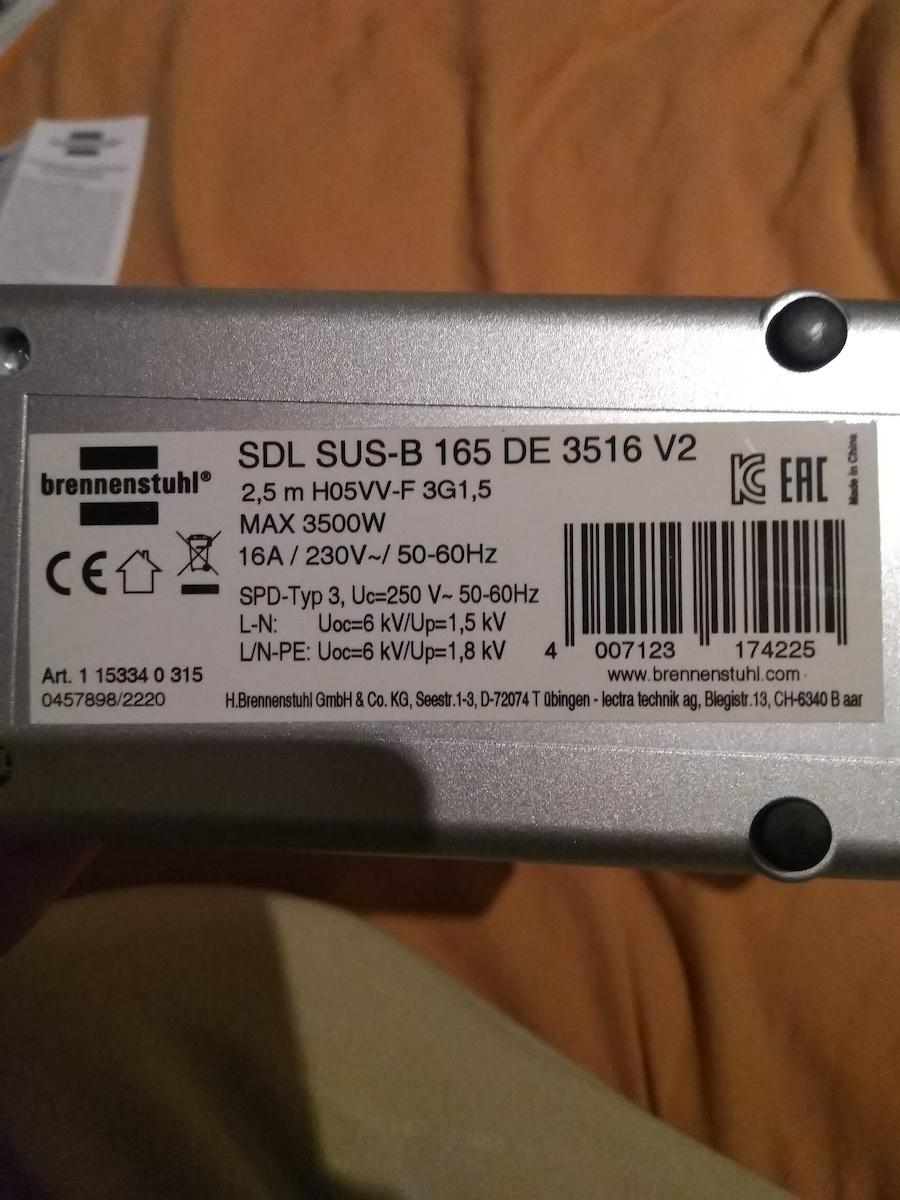 brennenstuhl®
SDL SUS-B 165 DE 3516 V2
2,5 m H05VV-F 3G1,5
MAX 3500W
16A / 230V~/ 50-60Hz
SPD-Typ 3, Uc=250 V~ 50-60Hz
L-N: Uoc=6 kV/Up=1,5 kV
L/N-PE: Uoc=6 kV/Up=1,8 kV
CE
EAC
Made in China
4 007123 174225
www.brennenstuhl.com
Art. 1 15334 0 315
0457898/2220
H.Brennenstuhl GmbH & Co. KG, Seestr.1-3, D-72074 T übingen - lectra technik ag, Blegistr.13, CH-6340 B aar